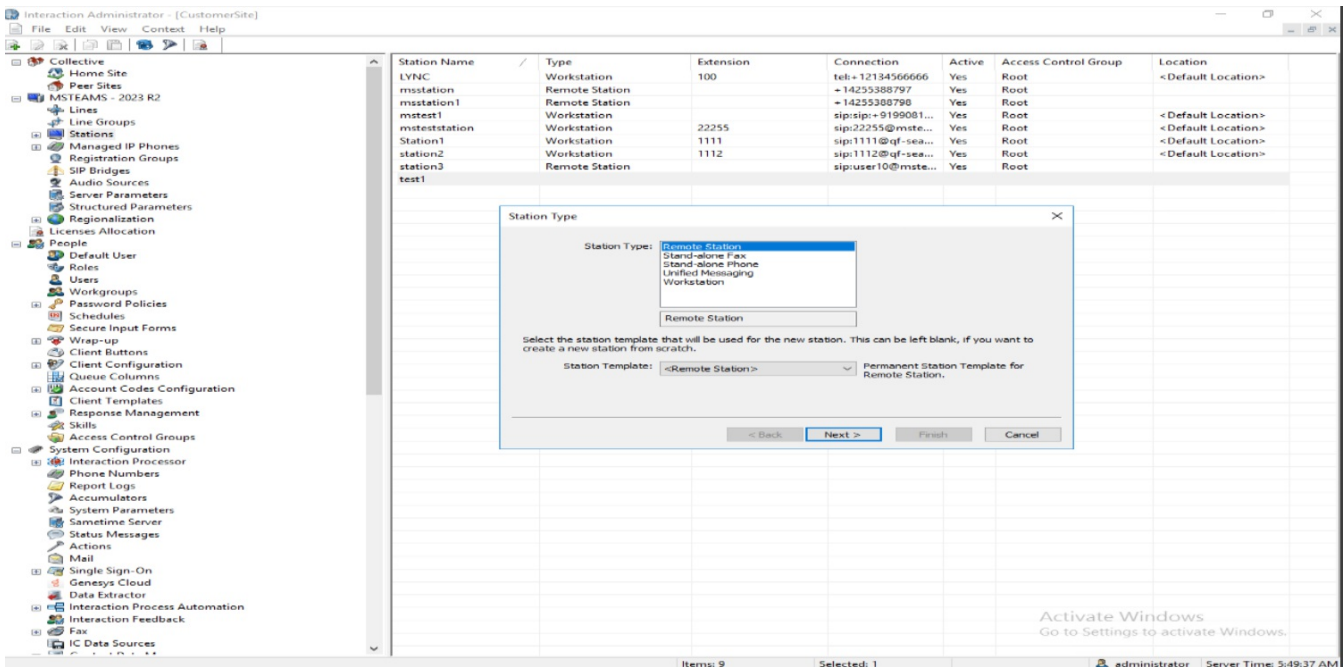 Interaction Administrator - [CustomerSite]
File Edit View Context Help
Collective
Home Site
Peer Sites
MSTEAMS - 2023 R2
Lines
Line Groups
Stations
Managed IP Phones
Registration Groups
SIP Bridges
Audio Sources
Server Parameters
Structured Parameters
Regionalization
Licenses Allocation
People
Default User
Roles
Users
Workgroups
Password Policies
Schedules
Secure Input Forms
Wrap-up
Client Buttons
Client Configuration
Queue Columns
Account Codes Configuration
Client Templates
Response Management
Skills
Access Control Groups
System Configuration
Interaction Processor
Phone Numbers
Report Logs
Accumulators
System Parameters
Sametime Server
Status Messages
Actions
Mail
Single Sign-On
Genesys Cloud
Data Extractor
Interaction Process Automation
Interaction Feedback
Fax
IC Data Sources
Station Name Type Extension Connection Active Access Control Group Location
LYNC Workstation 100 tel:+12134566666 Yes Root <Default Location>
msstation Remote Station +14255388797 Yes Root
msstation1 Remote Station +14255388798 Yes Root
mstest1 Workstation sip:sip:+9199081... Yes Root <Default Location>
msteststation Workstation 22255 sip:22255@mste... Yes Root <Default Location>
Station1 Workstation 1111 sip:1111@qf-sea... Yes Root <Default Location>
station2 Workstation 1112 sip:1112@qf-sea... Yes Root <Default Location>
station3 Remote Station sip:user10@mste... Yes Root
test1
Station Type
Station Type:
Remote Station
Stand-alone Fax
Stand-alone Phone
Unified Messaging
Workstation
Remote Station
Select the station template that will be used for the new station. This can be left blank, if you want to
create a new station from scratch.
Station Template: <Remote Station> Permanent Station Template for
Remote Station.
< Back Next > Finish Cancel
Activate Windows
Go to Settings to activate Windows.
Items: 9 Selected: 1 administrator Server Time: 5:49:37 AM